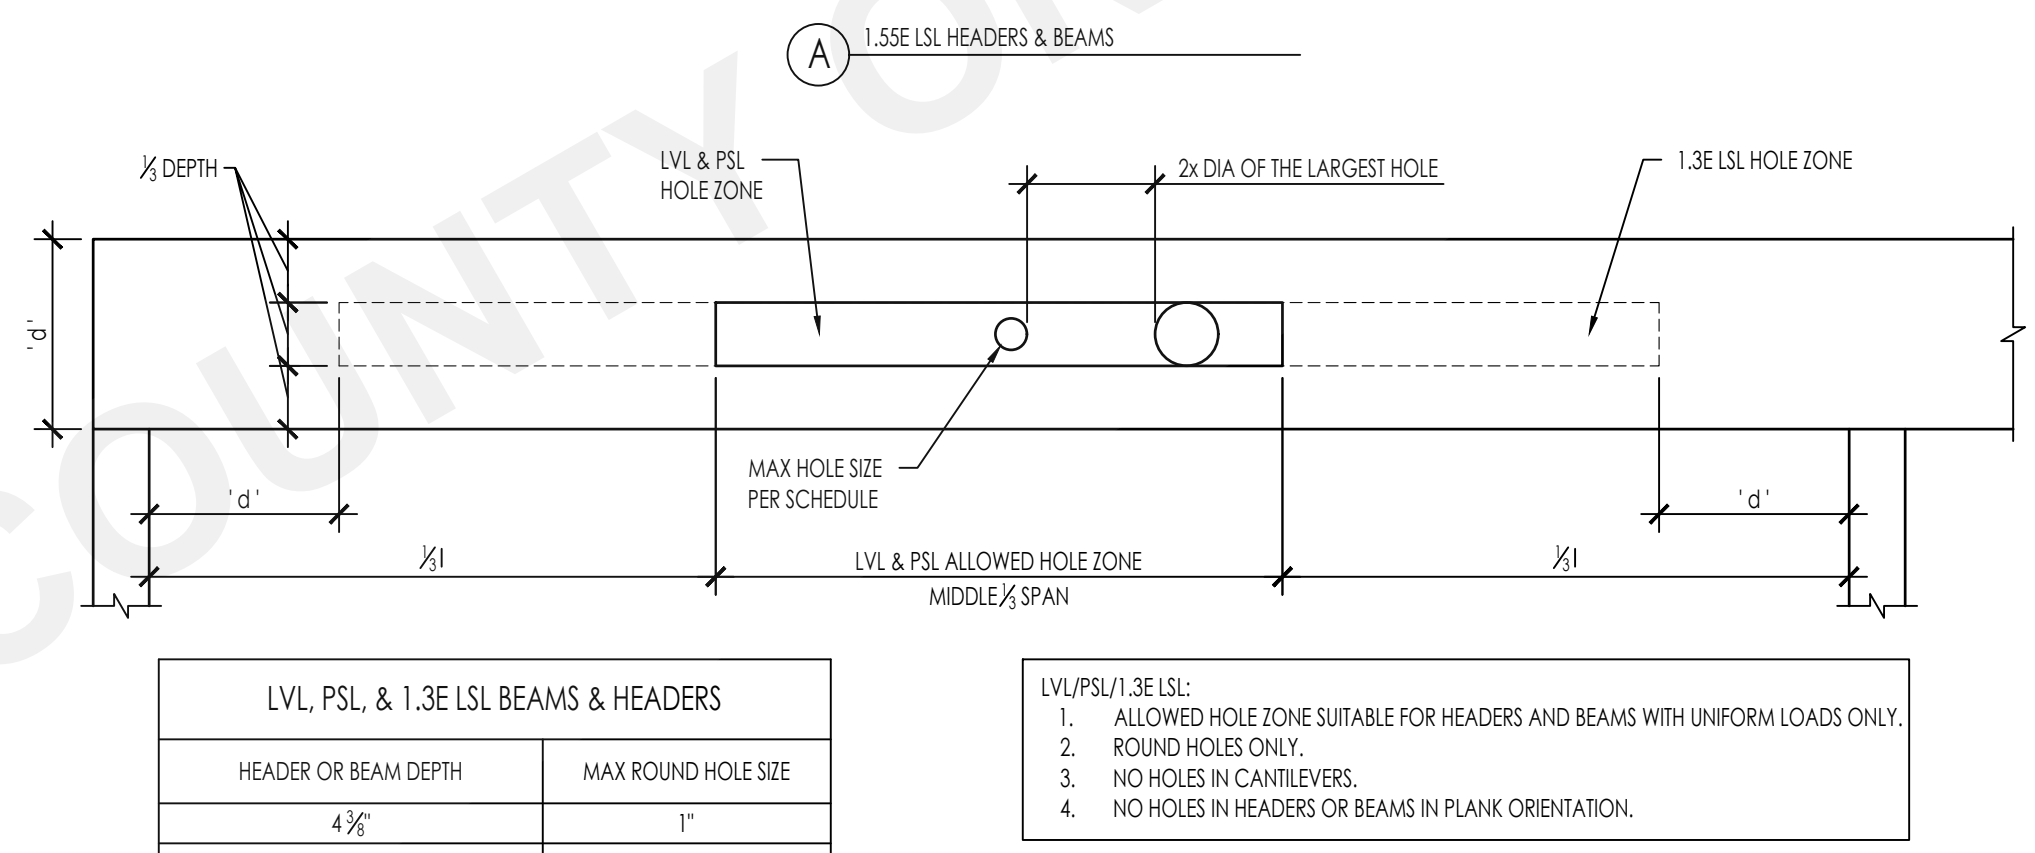 A
1.55E LSL HEADERS & BEAMS
⅓ DEPTH
LVL & PSL
HOLE ZONE
2x DIA OF THE LARGEST HOLE
1.3E LSL HOLE ZONE
'd'
MAX HOLE SIZE
PER SCHEDULE
'd'
'd'
⅓l
LVL & PSL ALLOWED HOLE ZONE
MIDDLE ⅓ SPAN
⅓l
LVL, PSL, & 1.3E LSL BEAMS & HEADERS
HEADER OR BEAM DEPTH MAX ROUND HOLE SIZE
4 ⅜" 1"
LVL/PSL/1.3E LSL:
1. ALLOWED HOLE ZONE SUITABLE FOR HEADERS AND BEAMS WITH UNIFORM LOADS ONLY.
2. ROUND HOLES ONLY.
3. NO HOLES IN CANTILEVERS.
4. NO HOLES IN HEADERS OR BEAMS IN PLANK ORIENTATION.
COUNTY